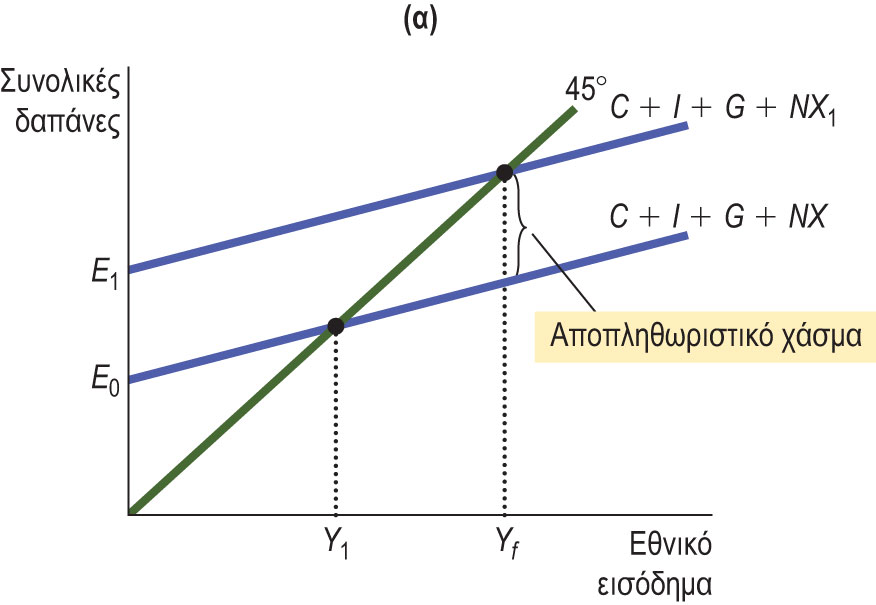 (α)
Συνολικές
δαπάνες
45°
C + I + G + NX₁
C + I + G + NX
E₁
Αποπληθωριστικό χάσμα
E₀
Y₁
Yf
Εθνικό
εισόδημα